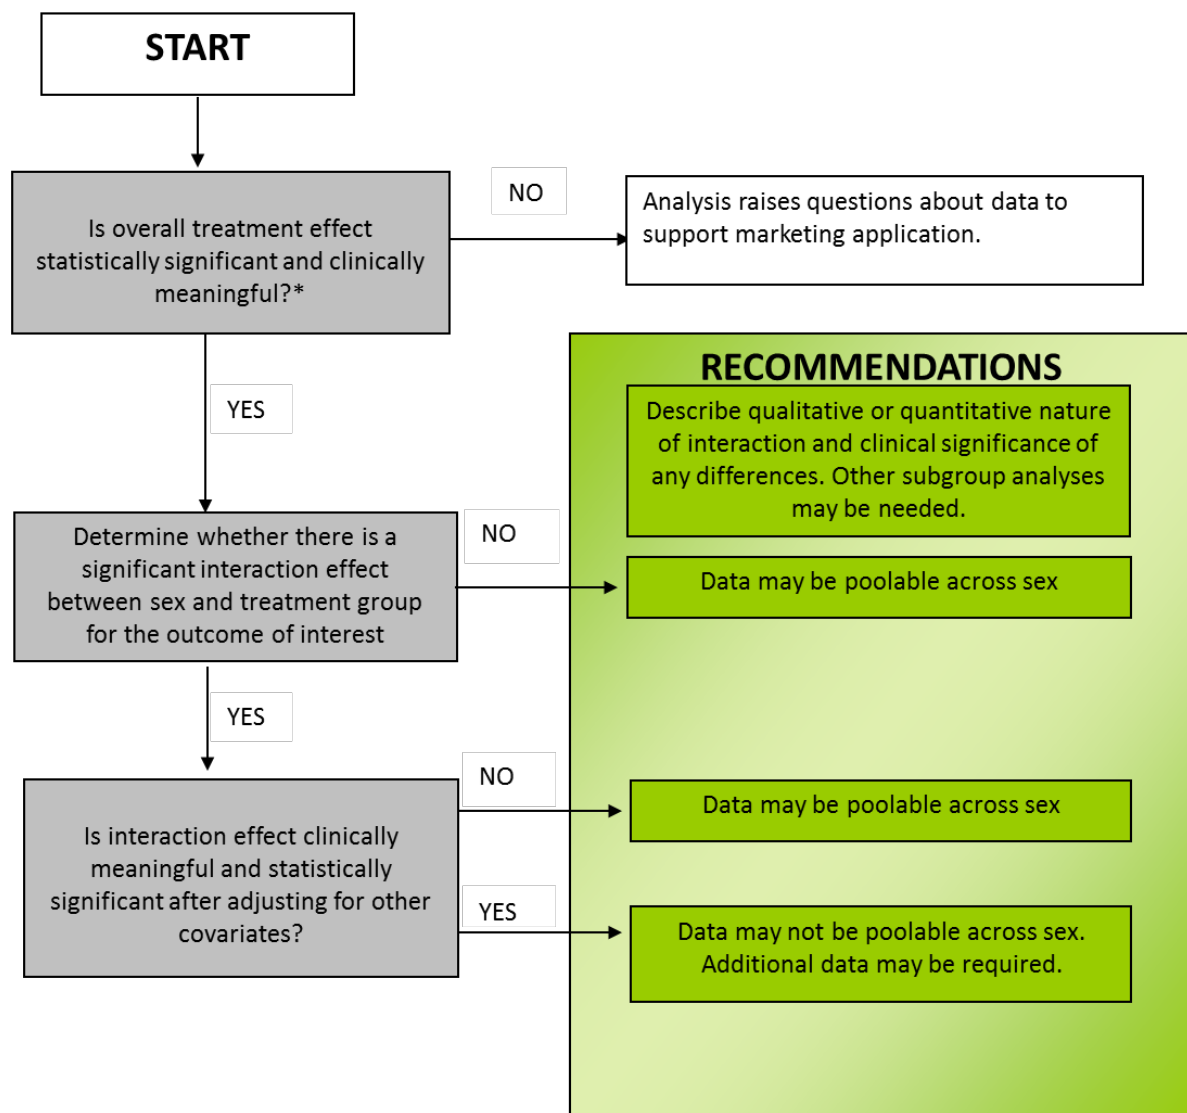 START
Is overall treatment effect
statistically significant and clinically
meaningful?*
NO
Analysis raises questions about data to
support marketing application.
YES
RECOMMENDATIONS
Describe qualitative or quantitative nature
of interaction and clinical significance of
any differences. Other subgroup analyses
may be needed.
Determine whether there is a
significant interaction effect
between sex and treatment group
for the outcome of interest
NO
Data may be poolable across sex
YES
Is interaction effect clinically
meaningful and statistically
significant after adjusting for other
covariates?
NO
Data may be poolable across sex
YES
Data may not be poolable across sex.
Additional data may be required.